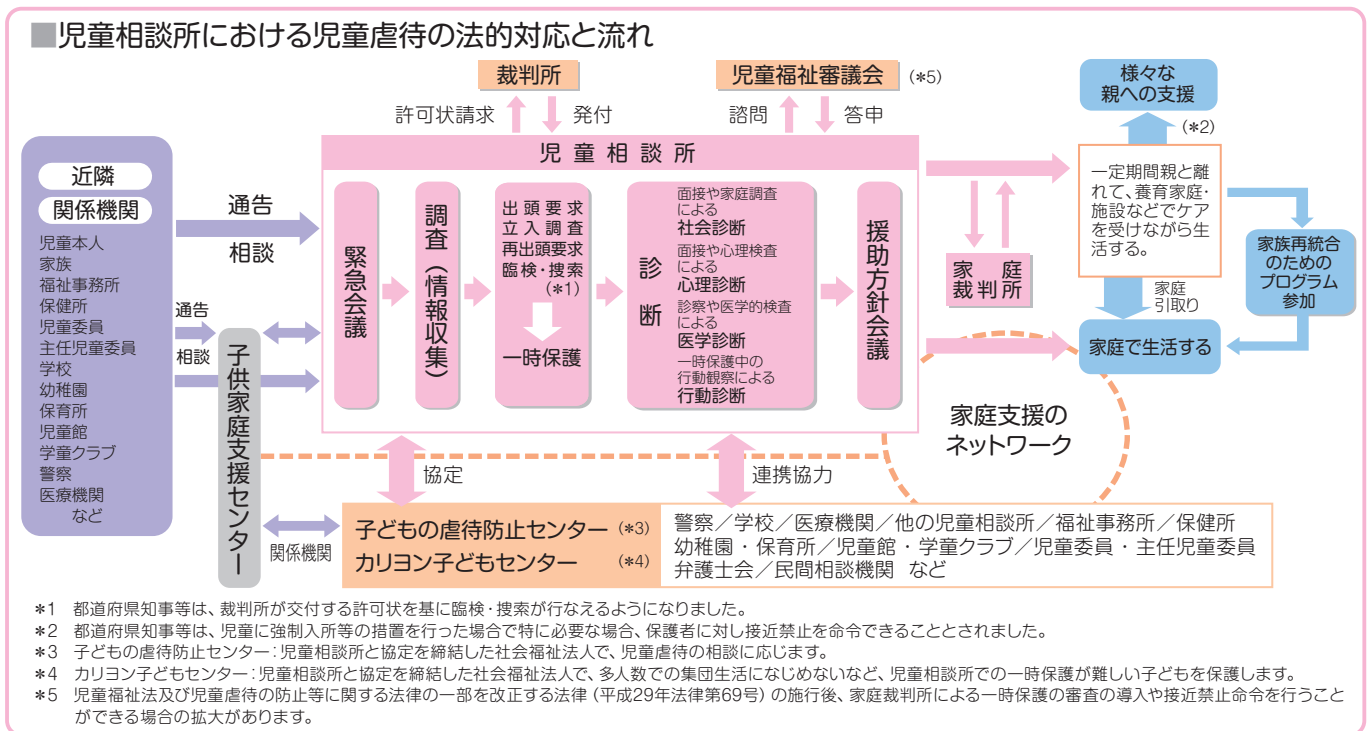 ■児童相談所における児童虐待の法的対応と流れ
裁判所
許可状請求
発付
児童福祉審議会
(*5)
諮問
答申
様々な
親への支援
(*2)
近隣
関係機関
児童本人
家族
福祉事務所
保健所
児童委員
主任児童委員
学校
幼稚園
保育所
児童館
学童クラブ
警察
医療機関
など
通告
相談
通告
相談
子供家庭支援センター
児童相談所
緊急会議
調査(情報収集)
出頭要求
立入調査
再出頭要求
臨検・捜索
(*1)
一時保護
診断
面接や家庭調査
による
社会診断
面接や心理検査
による
心理診断
診察や医学的検査
による
医学診断
一時保護中の
行動観察による
行動診断
援助方針会議
家庭
裁判所
一定期間親と離
れて、養育家庭・
施設などでケア
を受けながら生
活する。
家庭
引取り
家族再統合
のための
プログラム
参加
家庭で生活する
家庭支援の
ネットワーク
協定
連携協力
関係機関
子どもの虐待防止センター (*3)
カリヨン子どもセンター (*4)
警察/学校/医療機関/他の児童相談所/福祉事務所/保健所
幼稚園・保育所/児童館・学童クラブ/児童委員・主任児童委員
弁護士会/民間相談機関 など
*1 都道府県知事等は、裁判所が交付する許可状を基に臨検・捜索が行なえるようになりました。
*2 都道府県知事等は、児童に強制入所等の措置を行った場合で特に必要な場合、保護者に対し接近禁止を命令できることとされました。
*3 子どもの虐待防止センター:児童相談所と協定を締結した社会福祉法人で、児童虐待の相談に応じます。
*4 カリヨン子どもセンター:児童相談所と協定を締結した社会福祉法人で、多人数での集団生活になじめないなど、児童相談所での一時保護が難しい子どもを保護します。
*5 児童福祉法及び児童虐待の防止等に関する法律の一部を改正する法律(平成29年法律第69号)の施行後、家庭裁判所による一時保護の審査の導入や接近禁止命令を行うこと
ができる場合の拡大があります。